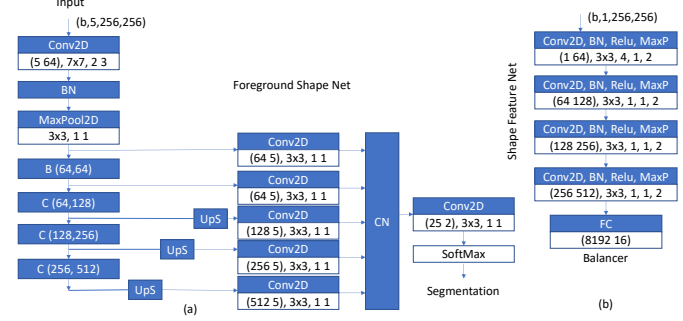 Input
(b,5,256,256)
Conv2D
(5 64), 7x7, 2 3
BN
MaxPool2D
3x3, 1 1
B (64,64)
C (64,128)
C (128,256)
C (256, 512)
UpS
UpS
UpS
(a)
Foreground Shape Net
Conv2D
(64 5), 3x3, 1 1
Conv2D
(64 5), 3x3, 1 1
Conv2D
(128 5), 3x3, 1 1
Conv2D
(256 5), 3x3, 1 1
Conv2D
(512 5), 3x3, 1 1
CN
Conv2D
(25 2), 3x3, 1 1
SoftMax
Segmentation
Shape Feature Net
(b,1,256,256)
Conv2D, BN, Relu, MaxP
(1 64), 3x3, 4, 1, 2
Conv2D, BN, Relu, MaxP
(64 128), 3x3, 1, 1, 2
Conv2D, BN, Relu, MaxP
(128 256), 3x3, 1, 1, 2
Conv2D, BN, Relu, MaxP
(256 512), 3x3, 1, 1, 2
FC
(8192 16)
Balancer
(b)